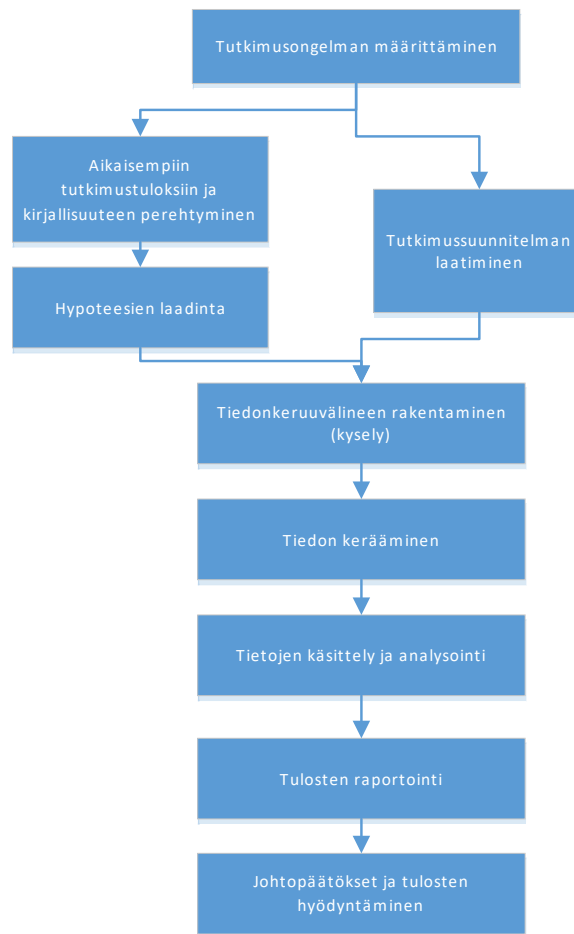 Tutkimusongelman määrittäminen
Aikaisempiin
tutkimustuloksiin ja
kirjallisuuteen perehtyminen
Tutkimussuunnitelman
laatiminen
Hypoteesien laadinta
Tiedonkeruuvälineen rakentaminen
(kysely)
Tiedon kerääminen
Tietojen käsittely ja analysointi
Tulosten raportointi
Johtopäätökset ja tulosten
hyödyntäminen